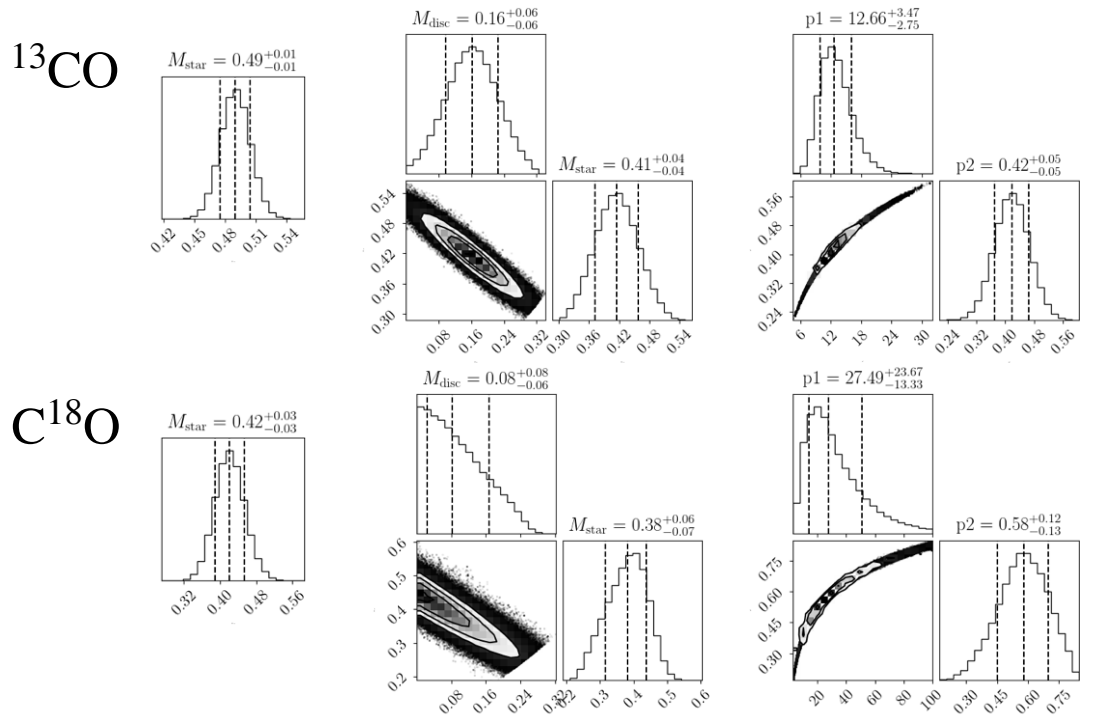 ¹³CO
M_star = 0.49^{+0.01}_{-0.01}
0.42 0.45 0.48 0.51 0.54
M_disc = 0.16^{+0.06}_{-0.06}
M_star = 0.41^{+0.04}_{-0.04}
0.54
0.48
0.42
0.36
0.30
0.08 0.16 0.24 0.32
0.30 0.36 0.42 0.48 0.54
p1 = 12.66^{+3.47}_{-2.75}
p2 = 0.42^{+0.05}_{-0.05}
0.56
0.48
0.40
0.32
0.24
6 12 18 24 30
0.24 0.32 0.40 0.48 0.56
C¹⁸O
M_star = 0.42^{+0.03}_{-0.03}
0.32 0.40 0.48 0.56
M_disc = 0.08^{+0.08}_{-0.06}
M_star = 0.38^{+0.06}_{-0.07}
0.6
0.5
0.4
0.3
0.2
0.08 0.16 0.24 0.32
0.2 0.3 0.4 0.5 0.6
p1 = 27.49^{+23.67}_{-13.33}
p2 = 0.58^{+0.12}_{-0.13}
0.75
0.60
0.45
0.30
20 40 60 80 100
0.30 0.45 0.60 0.75